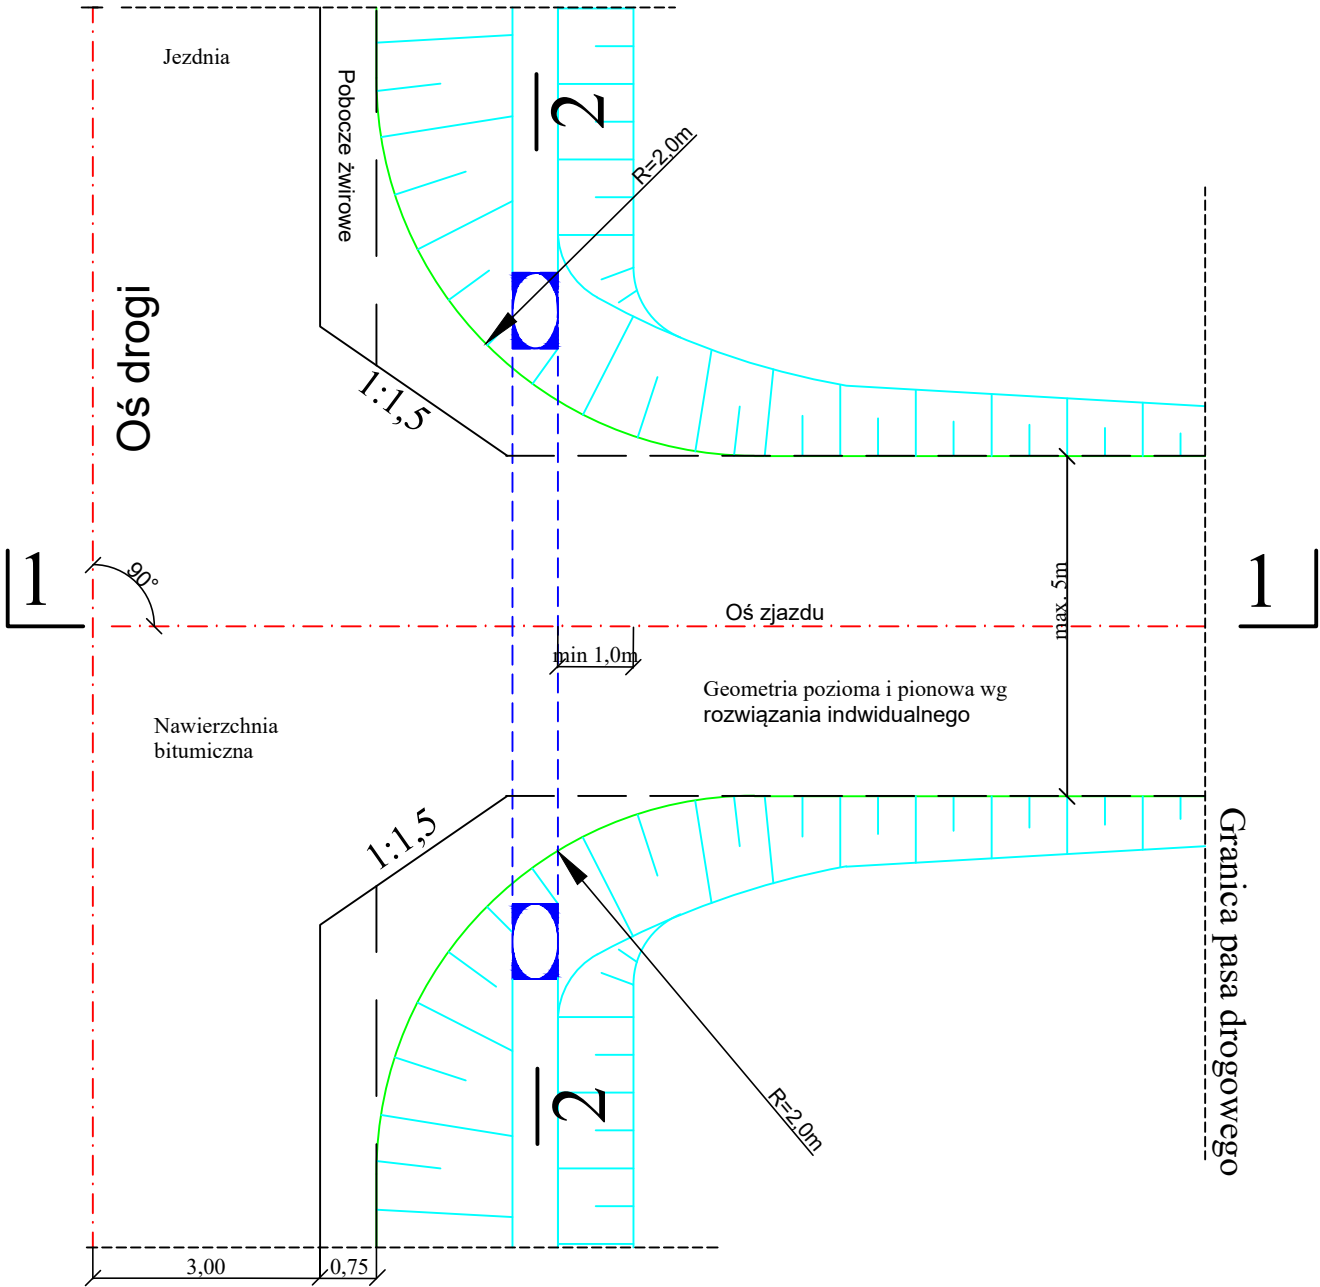 Jezdnia
Pobocze żwirowe
2
R=2,0m
Oś drogi
1:1,5
1
90°
Oś zjazdu
max. 5m
1
min 1,0m
Geometria pozioma i pionowa wg
rozwiązania indwidualnego
Nawierzchnia
bitumiczna
1:1,5
Granica pasa drogowego
2
R=2,0m
3,00
0,75